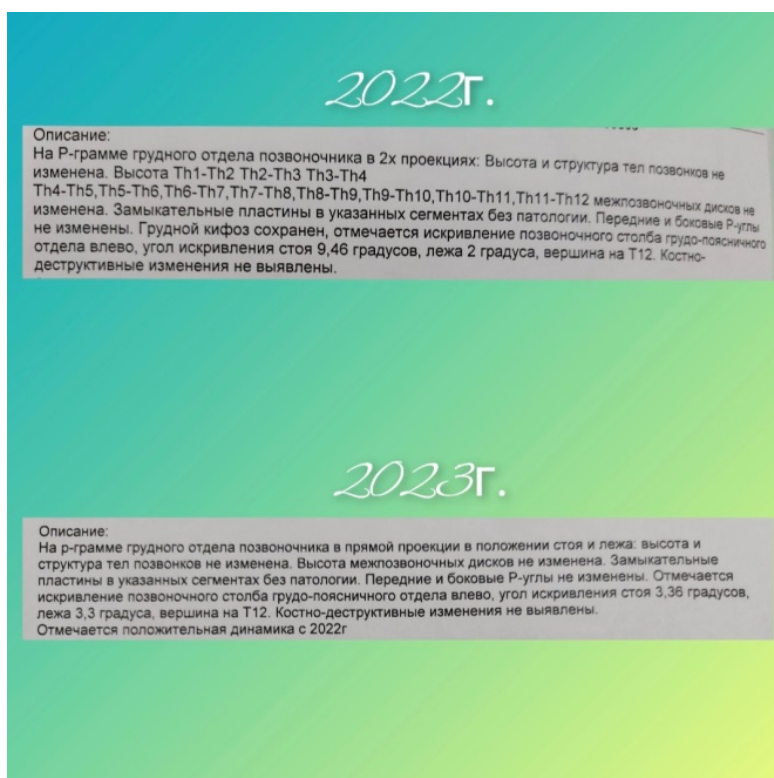 2022г.
Описание:
На Р-грамме грудного отдела позвоночника в 2х проекциях: Высота и структура тел позвонков не
изменена. Высота Th1-Th2 Th2-Th3 Th3-Th4
Th4-Th5,Th5-Th6,Th6-Th7,Th7-Th8,Th8-Th9,Th9-Th10,Th10-Th11,Th11-Th12 межпозвоночных дисков не
изменена. Замыкательные пластины в указанных сегментах без патологии. Передние и боковые Р-углы
не изменены. Грудной кифоз сохранен, отмечается искривление позвоночного столба грудо-поясничного
отдела влево, угол искривления стоя 9,46 градусов, лежа 2 градуса, вершина на Т12. Костно-
деструктивные изменения не выявлены.
2023г.
Описание:
На р-грамме грудного отдела позвоночника в прямой проекции в положении стоя и лежа: высота и
структура тел позвонков не изменена. Высота межпозвоночных дисков не изменена. Замыкательные
пластины в указанных сегментах без патологии. Передние и боковые Р-углы не изменены. Отмечается
искривление позвоночного столба грудо-поясничного отдела влево, угол искривления стоя 3,36 градусов,
лежа 3,3 градуса, вершина на Т12. Костно-деструктивные изменения не выявлены.
Отмечается положительная динамика с 2022г